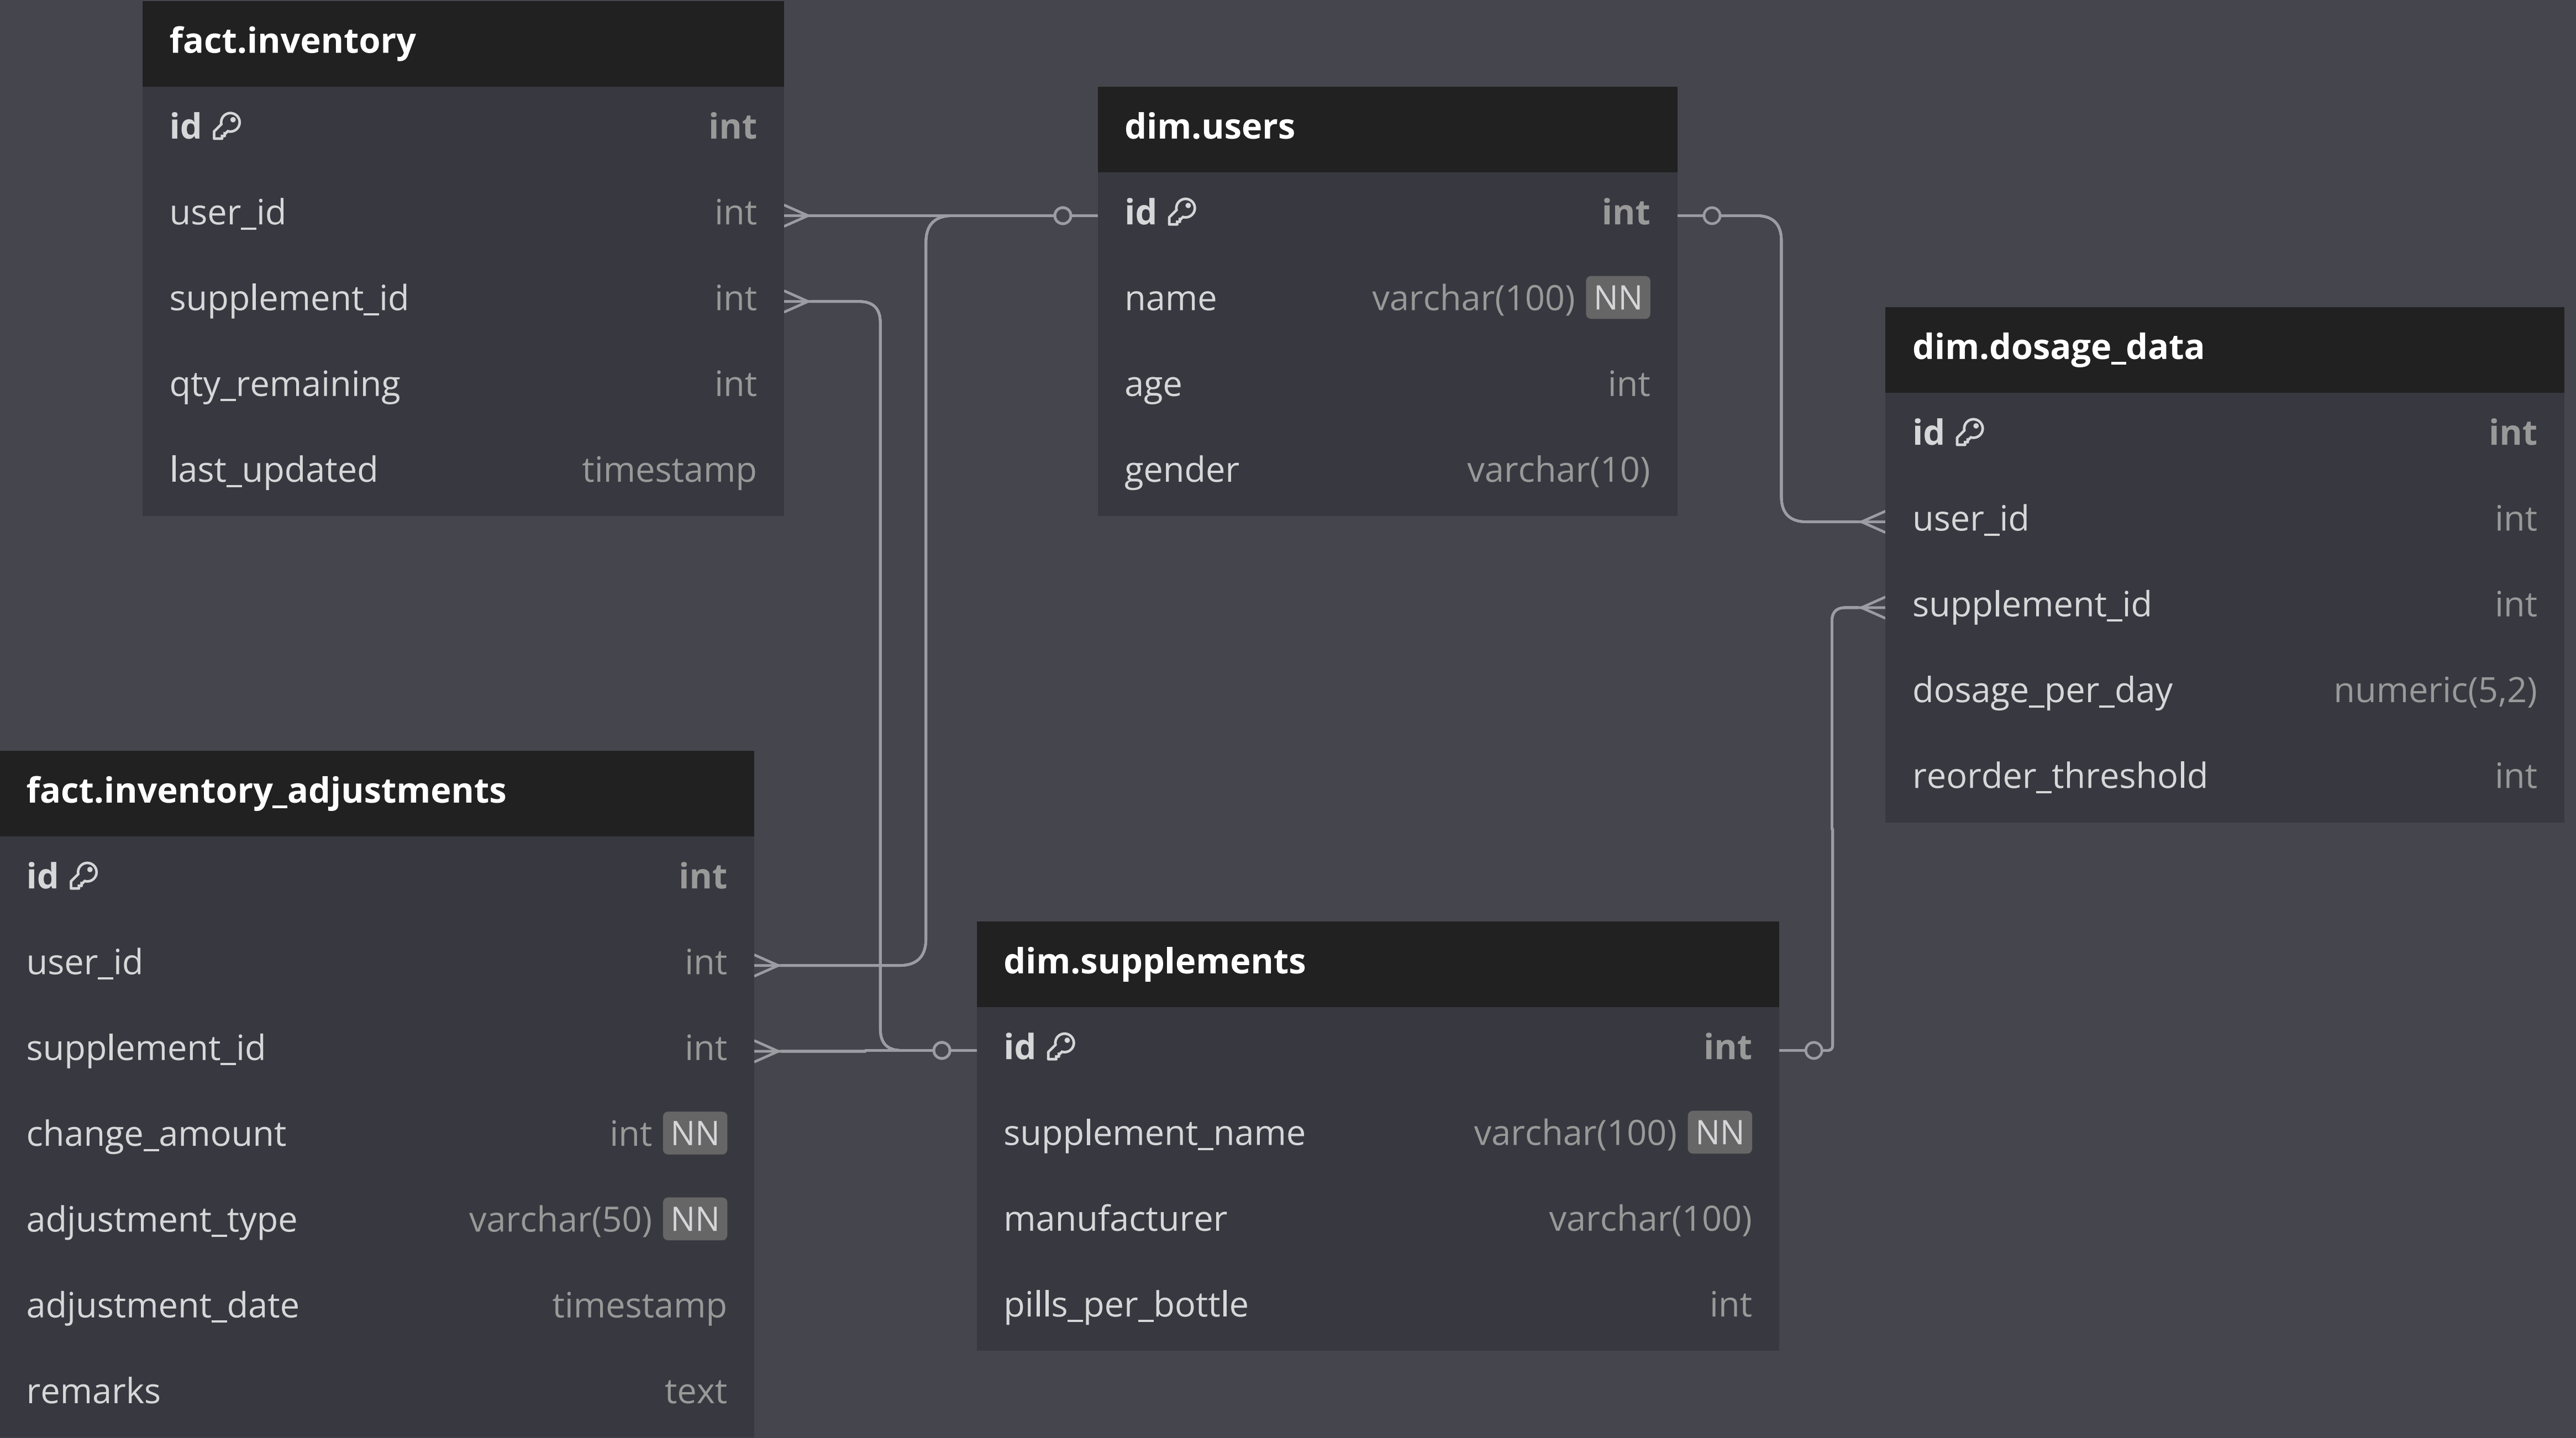 fact.inventory
id int
user_id int
supplement_id int
qty_remaining int
last_updated timestamp
dim.users
id int
name varchar(100) NN
age int
gender varchar(10)
dim.dosage_data
id int
user_id int
supplement_id int
dosage_per_day numeric(5,2)
reorder_threshold int
fact.inventory_adjustments
id int
user_id int
supplement_id int
change_amount int NN
adjustment_type varchar(50) NN
adjustment_date timestamp
remarks text
dim.supplements
id int
supplement_name varchar(100) NN
manufacturer varchar(100)
pills_per_bottle int